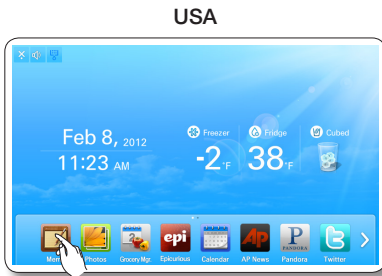 USA
Feb 8, 2012
11:23 AM
Freezer
-2°F
Fridge
38°F
Cubed
epi
AP
P
PANDORA
Photos
Grocery Mgt
Epicurious
Calendar
AP News
Pandora
Twitter